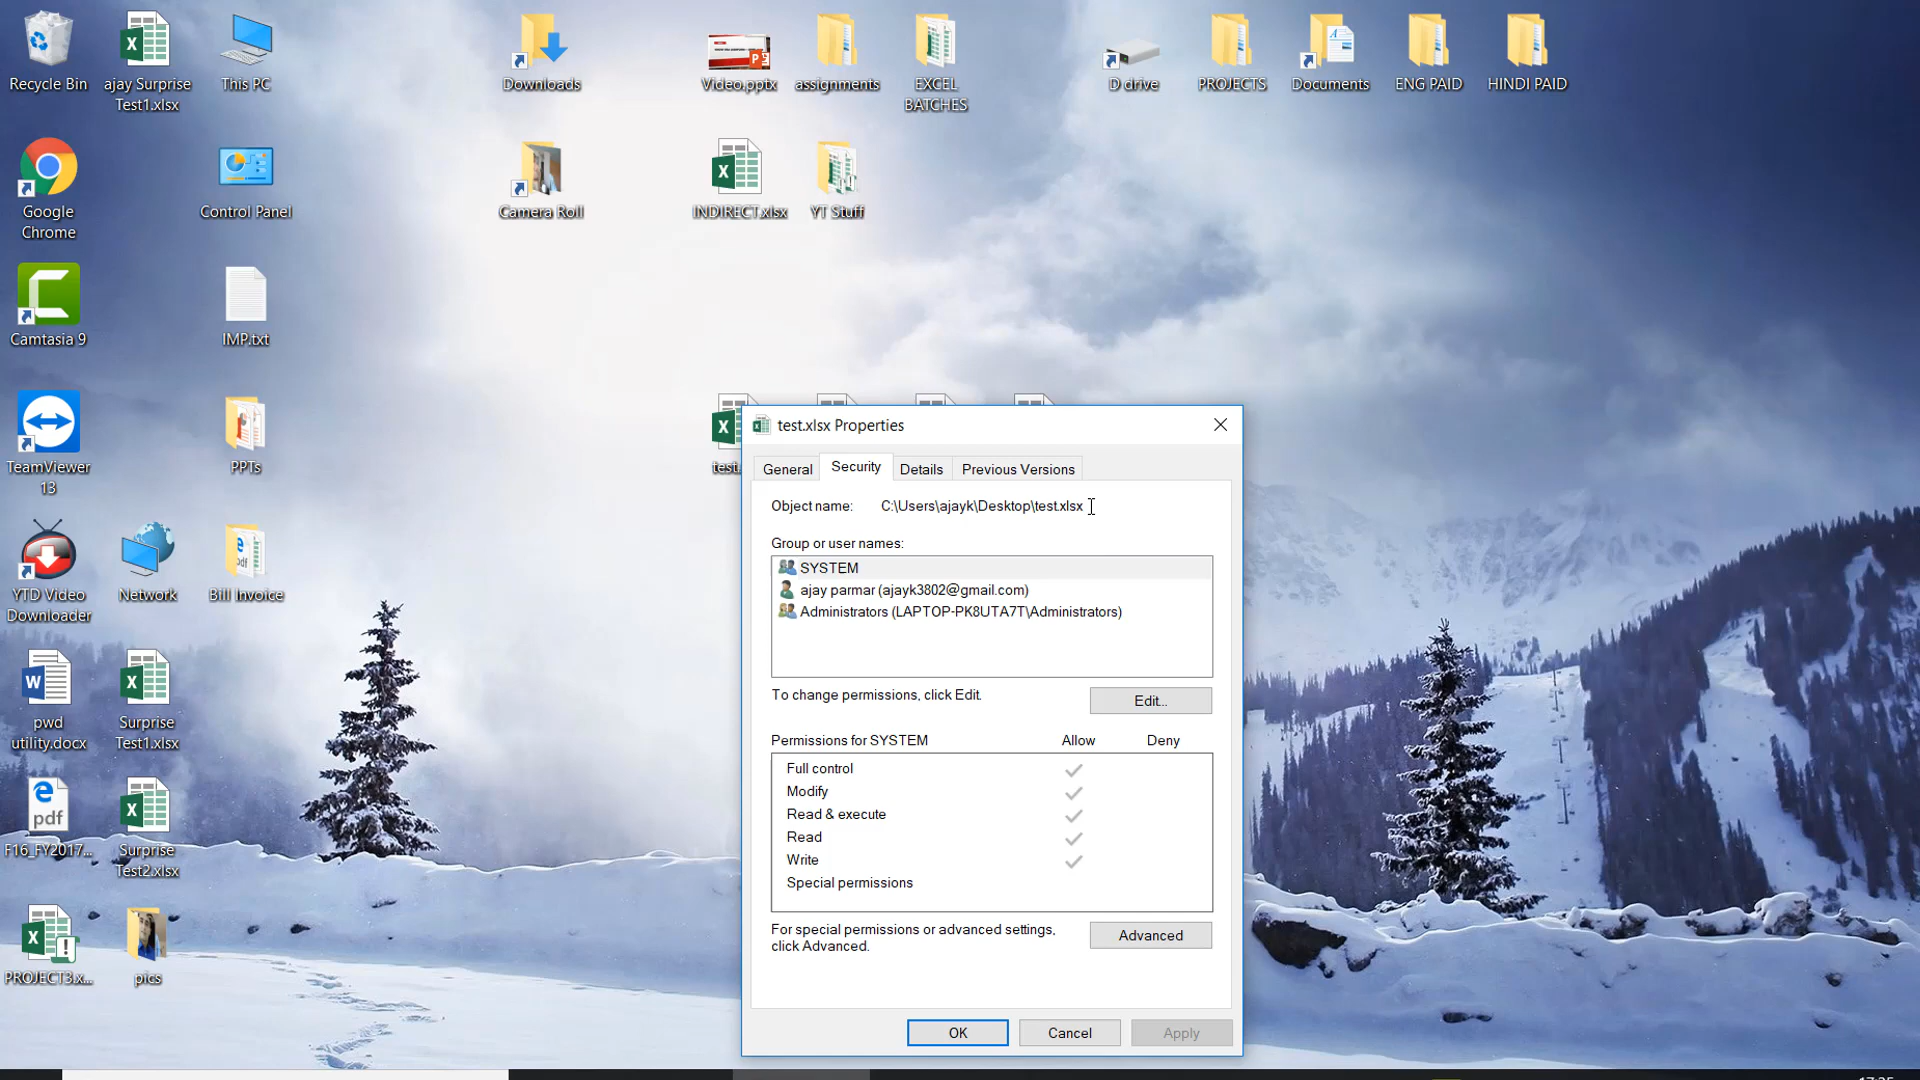 Recycle Bin
ajay Surprise
Test1.xlsx
This PC
Downloads
Video.pptx
assignments
EXCEL
BATCHES
D drive
PROJECTS
Documents
ENG PAID
HINDI PAID
Google
Chrome
Control Panel
Camera Roll
INDIRECT.xlsx
YT Stuff
Camtasia 9
IMP.txt
TeamViewer
13
PPTs
test.
YTD Video
Downloader
Network
Bill Invoice
pwd
utility.docx
Surprise
Test1.xlsx
pdf
F16_FY2017...
Surprise
Test2.xlsx
PROJECT3.x...
pics
test.xlsx Properties
General
Security
Details
Previous Versions
Object name: C:\Users\ajayk\Desktop\test.xlsx
Group or user names:
SYSTEM
ajay parmar (ajayk3802@gmail.com)
Administrators (LAPTOP-PK8UTA7T\Administrators)
To change permissions, click Edit.
Edit...
Permissions for SYSTEM Allow Deny
Full control
Modify
Read & execute
Read
Write
Special permissions
For special permissions or advanced settings,
click Advanced.
Advanced
OK
Cancel
Apply